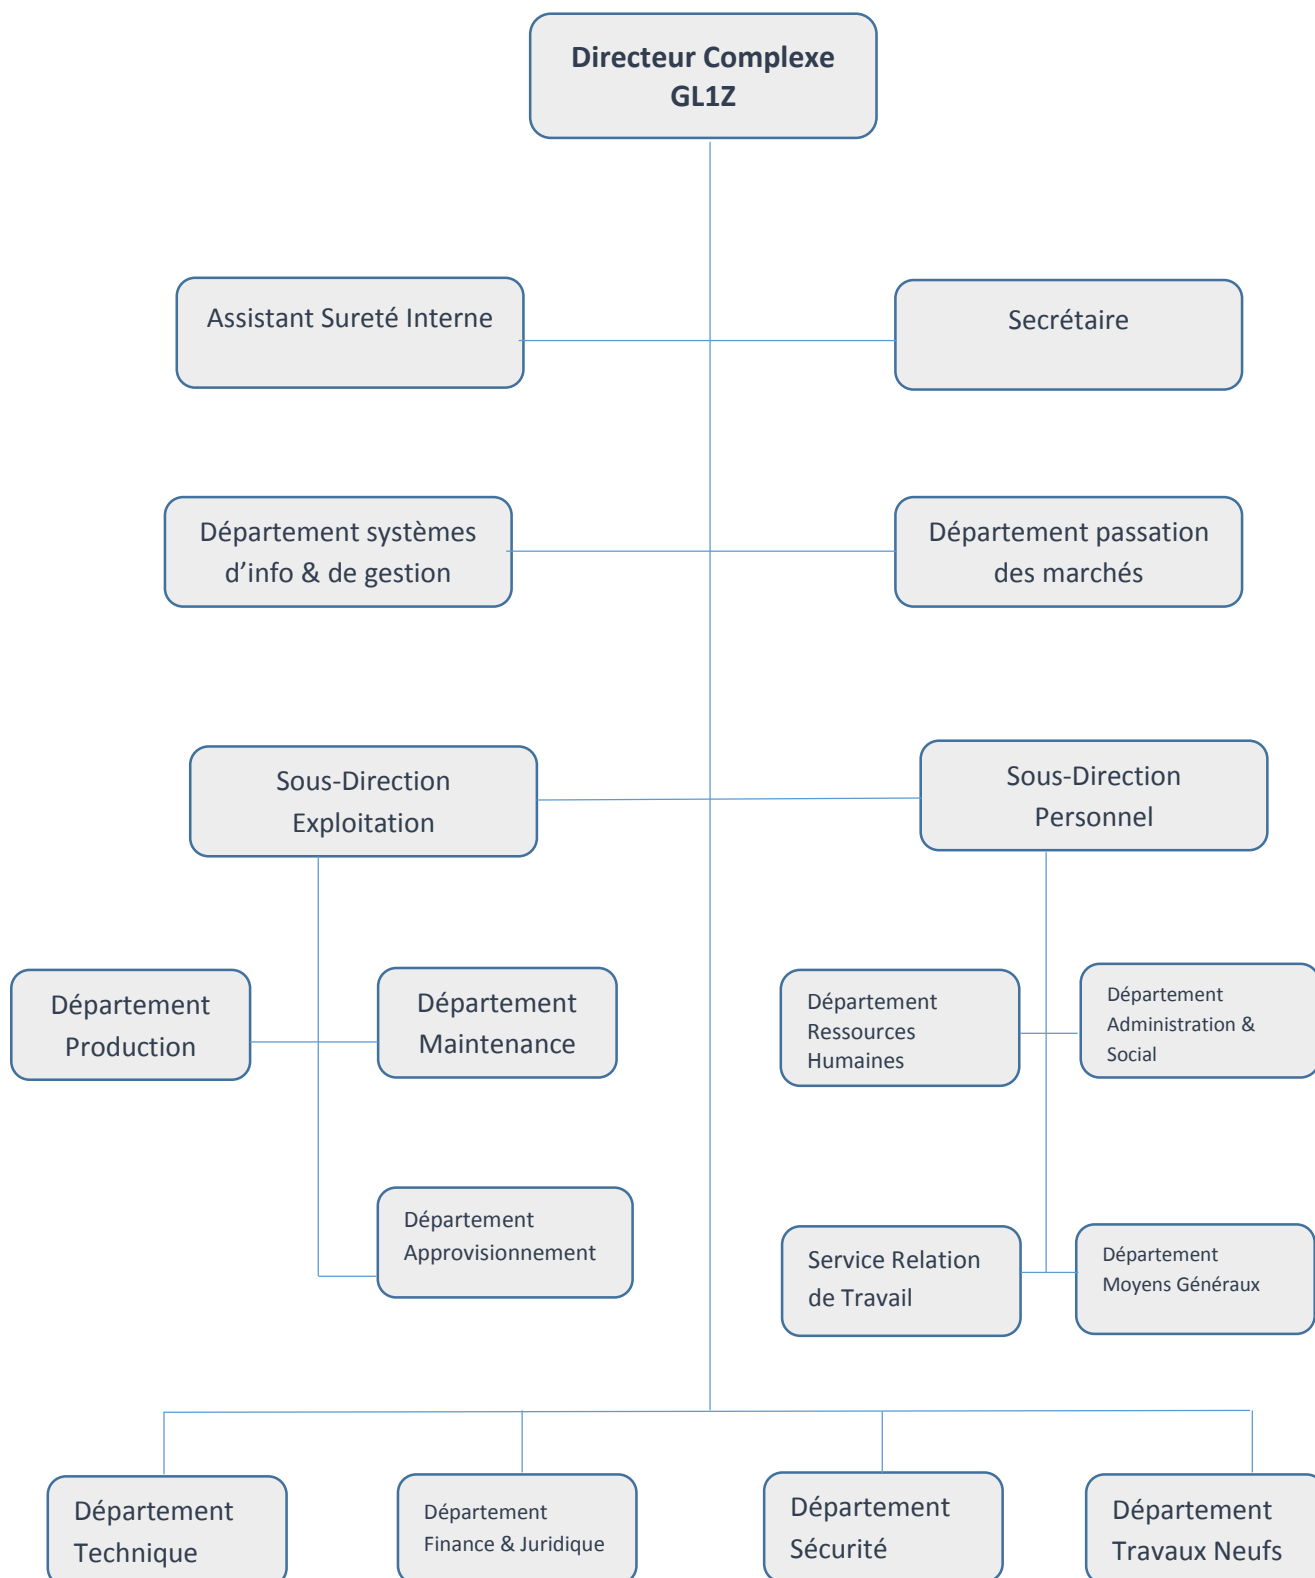 Directeur Complexe
GL1Z
Assistant Sureté Interne
Secrétaire
Département systèmes
d’info & de gestion
Département passation
des marchés
Sous-Direction
Exploitation
Sous-Direction
Personnel
Département
Production
Département
Maintenance
Département
Ressources
Humaines
Département
Administration &
Social
Département
Approvisionnement
Service Relation
de Travail
Département
Moyens Généraux
Département
Technique
Département
Finance & Juridique
Département
Sécurité
Département
Travaux Neufs